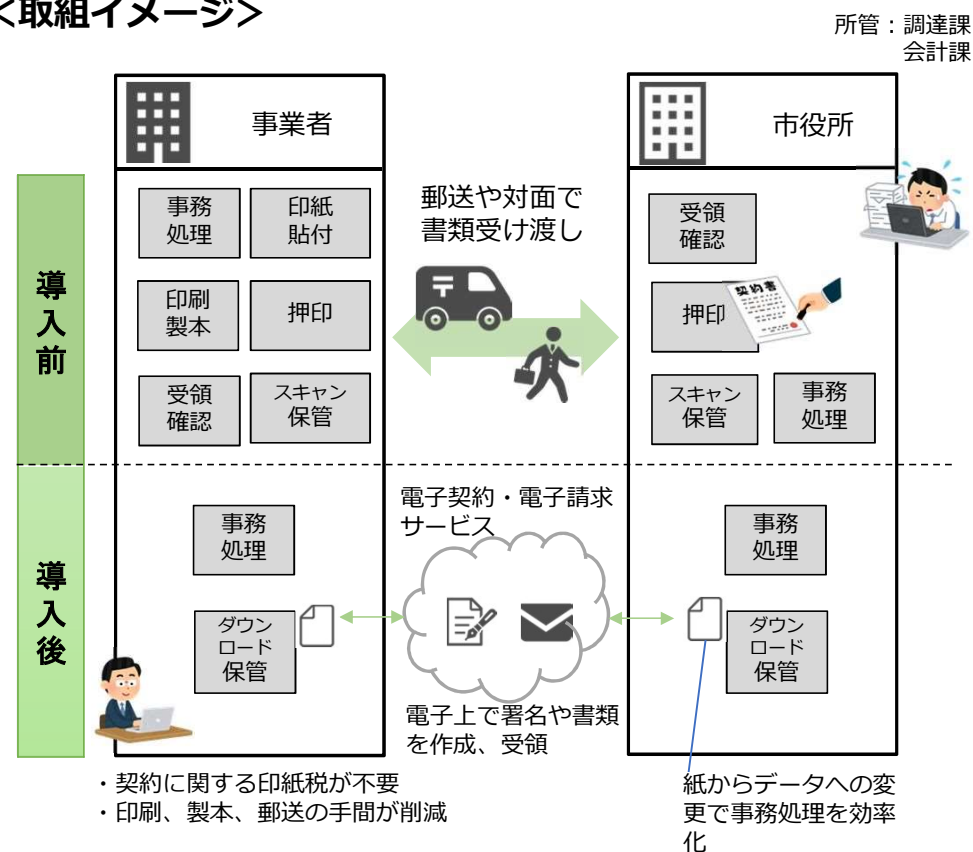 <取組イメージ>
所管：調達課
会計課
事業者
市役所
導入前
事務
処理
印紙
貼付
印刷
製本
押印
受領
確認
スキャン
保管
郵送や対面で
書類受け渡し
〒
受領
確認
押印
契約書
スキャン
保管
事務
処理
導入後
事務
処理
ダウン
ロード
保管
電子契約・電子請求
サービス
電子上で署名や書類
を作成、受領
事務
処理
ダウン
ロード
保管
・契約に関する印紙税が不要
・印刷、製本、郵送の手間が削減
紙からデータへの変
更で事務処理を効率
化